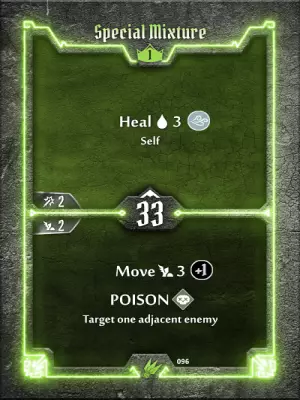 Special Mixture
1
Heal 3
Self
2
33
2
Move 3 +1
POISON
Target one adjacent enemy
096